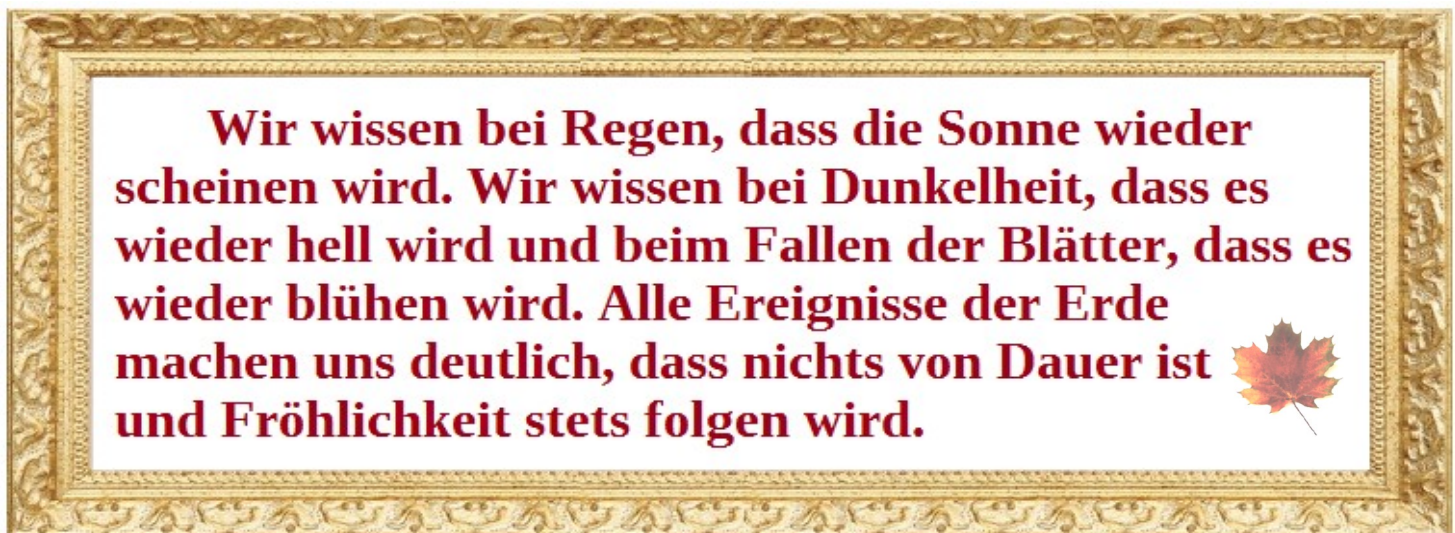 Wir wissen bei Regen, dass die Sonne wieder
scheinen wird. Wir wissen bei Dunkelheit, dass es
wieder hell wird und beim Fallen der Blätter, dass es
wieder blühen wird. Alle Ereignisse der Erde
machen uns deutlich, dass nichts von Dauer ist
und Fröhlichkeit stets folgen wird.